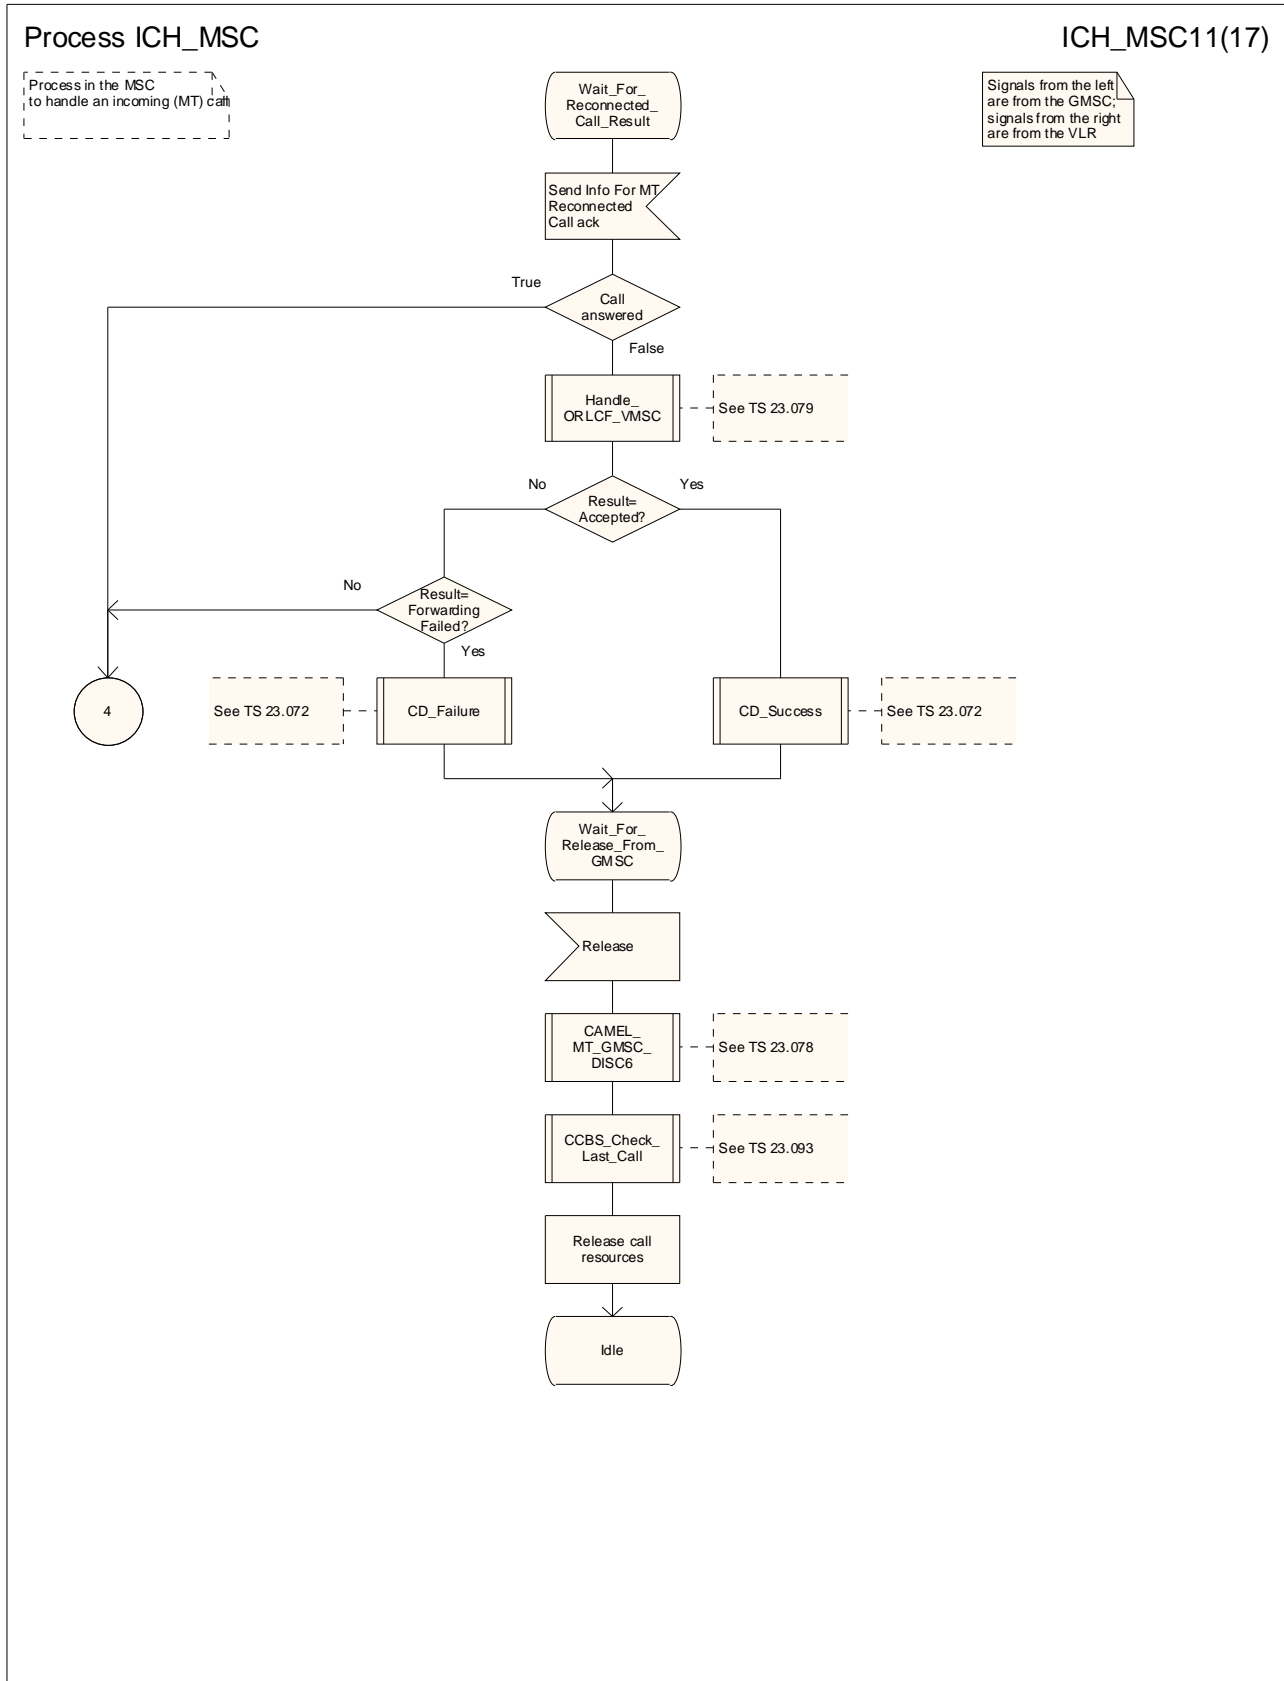 Process ICH_MSC
ICH_MSC11(17)
Process in the MSC
to handle an incoming (MT) call
Signals from the left
are from the GMSC;
signals from the right
are from the VLR
Wait_For_
Reconnected_
Call_Result
Send Info For MT
Reconnected
Call ack
True
Call
answered
False
Handle_
ORLCF_VMSC
See TS 23.079
No
Yes
Result=
Accepted?
No
Result=
Forwarding
Failed?
Yes
4
See TS 23.072
CD_Failure
CD_Success
See TS 23.072
Wait_For_
Release_From_
GMSC
Release
CAMEL_
MT_GMSC_
DISC6
See TS 23.078
CCBS_Check_
Last_Call
See TS 23.093
Release call
resources
Idle